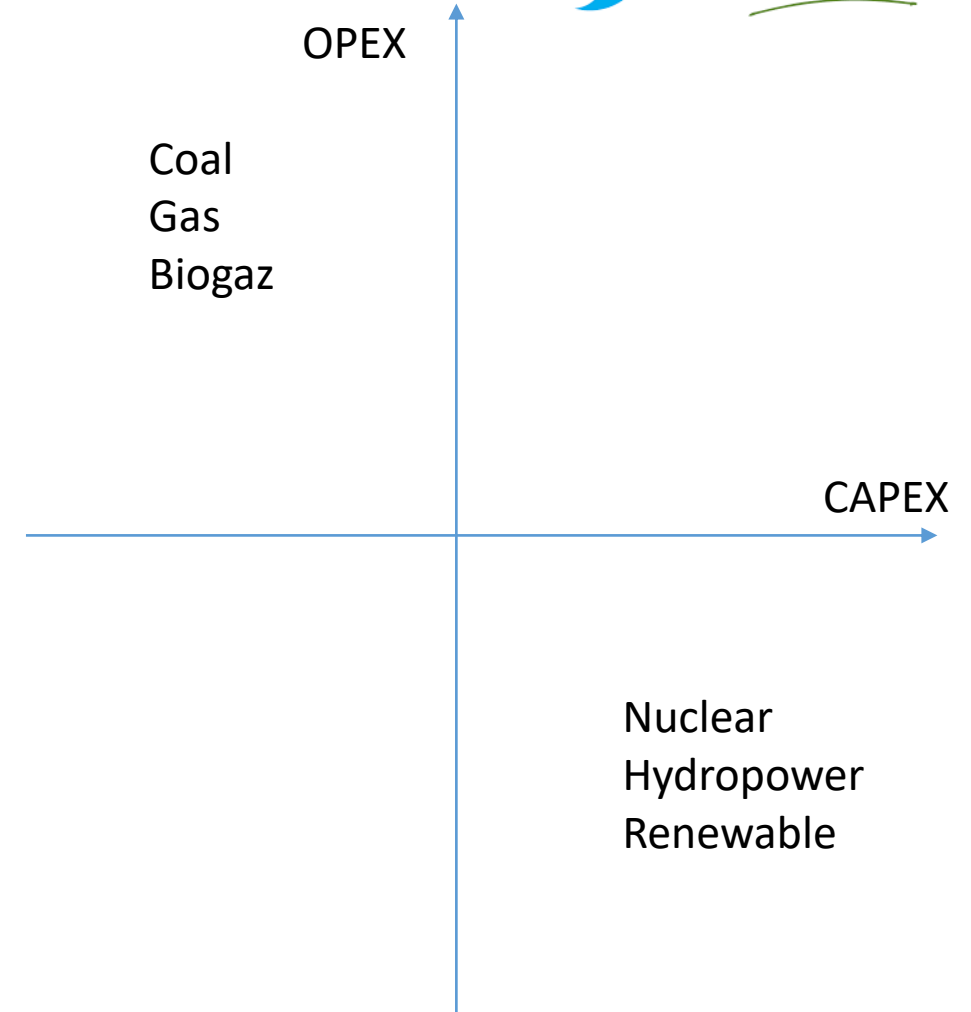 OPEX
Coal
Gas
Biogaz
CAPEX
Nuclear
Hydropower
Renewable